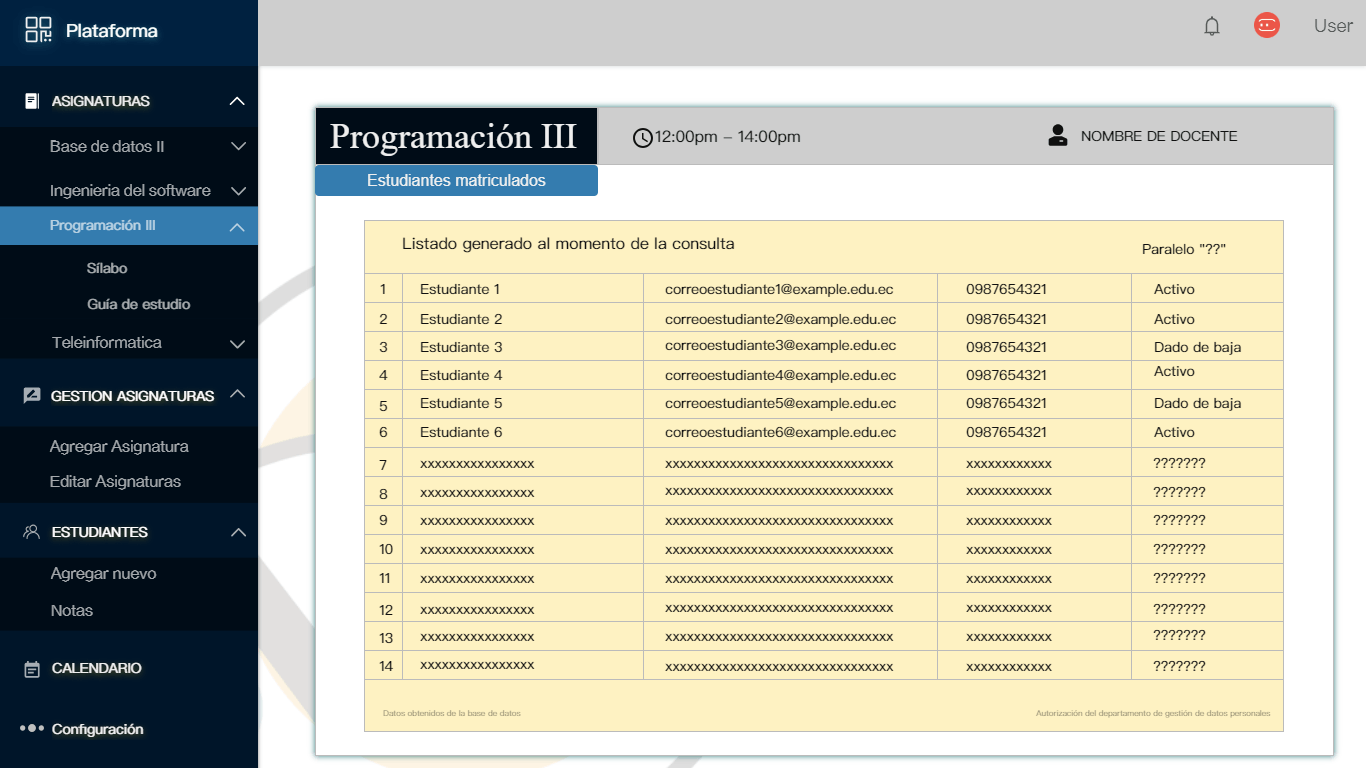 Plataforma
User
ASIGNATURAS
Base de datos II
Ingenieria del software
Programación III
Sílabo
Guía de estudio
Teleinformatica
GESTION ASIGNATURAS
Agregar Asignatura
Editar Asignaturas
ESTUDIANTES
Agregar nuevo
Notas
CALENDARIO
Configuración
Programación III
12:00pm – 14:00pm
NOMBRE DE DOCENTE
Estudiantes matriculados
Listado generado al momento de la consulta
Paralelo "??"
1 Estudiante 1 correoestudiante1@example.edu.ec 0987654321 Activo
2 Estudiante 2 correoestudiante2@example.edu.ec 0987654321 Activo
3 Estudiante 3 correoestudiante3@example.edu.ec 0987654321 Dado de baja
4 Estudiante 4 correoestudiante4@example.edu.ec 0987654321 Activo
5 Estudiante 5 correoestudiante5@example.edu.ec 0987654321 Dado de baja
6 Estudiante 6 correoestudiante6@example.edu.ec 0987654321 Activo
7 xxxxxxxxxxxxxxxx xxxxxxxxxxxxxxxxxxxxxxxxxxxxxxxx xxxxxxxxxxxx ???????
8 xxxxxxxxxxxxxxxx xxxxxxxxxxxxxxxxxxxxxxxxxxxxxxxx xxxxxxxxxxxx ???????
9 xxxxxxxxxxxxxxxx xxxxxxxxxxxxxxxxxxxxxxxxxxxxxxxx xxxxxxxxxxxx ???????
10 xxxxxxxxxxxxxxxx xxxxxxxxxxxxxxxxxxxxxxxxxxxxxxxx xxxxxxxxxxxx ???????
11 xxxxxxxxxxxxxxxx xxxxxxxxxxxxxxxxxxxxxxxxxxxxxxxx xxxxxxxxxxxx ???????
12 xxxxxxxxxxxxxxxx xxxxxxxxxxxxxxxxxxxxxxxxxxxxxxxx xxxxxxxxxxxx ???????
13 xxxxxxxxxxxxxxxx xxxxxxxxxxxxxxxxxxxxxxxxxxxxxxxx xxxxxxxxxxxx ???????
14 xxxxxxxxxxxxxxxx xxxxxxxxxxxxxxxxxxxxxxxxxxxxxxxx xxxxxxxxxxxx ???????
Datos obtenidos de la base de datos
Autorización del departamento de gestión de datos personales